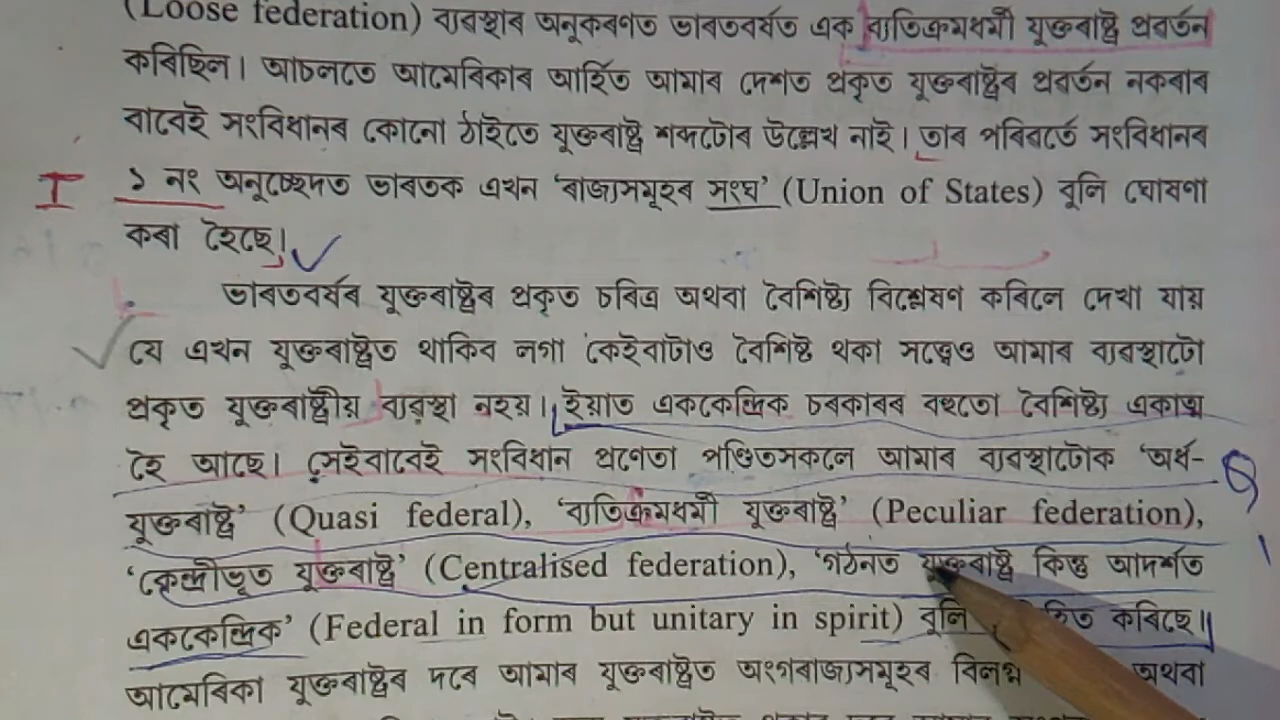 (Loose federation) ব্যৱস্থাৰ অনুকৰণত ভাৰতবৰ্ষত এক ব্যতিক্ৰমধৰ্মী যুক্তৰাষ্ট্ৰ প্ৰৱৰ্তন
কৰিছিল। আচলতে আমেৰিকাৰ আৰ্হিত আমাৰ দেশত প্ৰকৃত যুক্তৰাষ্ট্ৰৰ প্ৰৱৰ্তন নকৰাৰ
বাবেই সংবিধানৰ কোনো ঠাইতে যুক্তৰাষ্ট্ৰ শব্দটোৰ উল্লেখ নাই। তাৰ পৰিৱৰ্তে সংবিধানৰ
I ১ নং অনুচ্ছেদত ভাৰতক এখন ‘ৰাজ্যসমূহৰ সংঘ’ (Union of States) বুলি ঘোষণা
কৰা হৈছে।
ভাৰতবৰ্ষৰ যুক্তৰাষ্ট্ৰৰ প্ৰকৃত চৰিত্ৰ অথবা বৈশিষ্ট্য বিশ্লেষণ কৰিলে দেখা যায়
যে এখন যুক্তৰাষ্ট্ৰত থাকিব লগা কেইবাটাও বৈশিষ্ট থকা সত্ত্বেও আমাৰ ব্যৱস্থাটো
প্ৰকৃত যুক্তৰাষ্ট্ৰীয় ব্যৱস্থা নহয়। ইয়াত এককেন্দ্ৰিক চৰকাৰৰ বহুতো বৈশিষ্ট্য একাত্ম
হৈ আছে। সেইবাবেই সংবিধান প্ৰণেতা পণ্ডিতসকলে আমাৰ ব্যৱস্থাটোক ‘অৰ্ধ-
যুক্তৰাষ্ট্ৰ’ (Quasi federal), ‘ব্যতিক্ৰমধৰ্মী যুক্তৰাষ্ট্ৰ’ (Peculiar federation),
‘কেন্দ্ৰীভূত যুক্তৰাষ্ট্ৰ’ (Centralised federation), ‘গঠনত যুক্তৰাষ্ট্ৰ কিন্তু আদৰ্শত
এককেন্দ্ৰিক’ (Federal in form but unitary in spirit) বুলি কৰিছে।
আমেৰিকা যুক্তৰাষ্ট্ৰৰ দৰে আমাৰ যুক্তৰাষ্ট্ৰত অংগৰাজ্যসমূহৰ অথবা